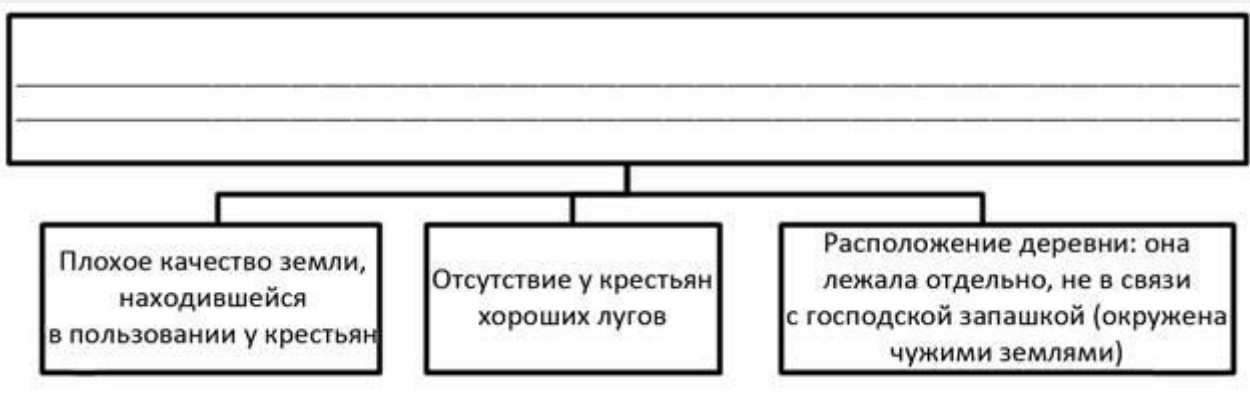 Плохое качество земли,
находившейся
в пользовании у крестьян
Отсутствие у крестьян
хороших лугов
Расположение деревни: она
лежала отдельно, не в связи
с господской запашкой (окружена
чужими землями)